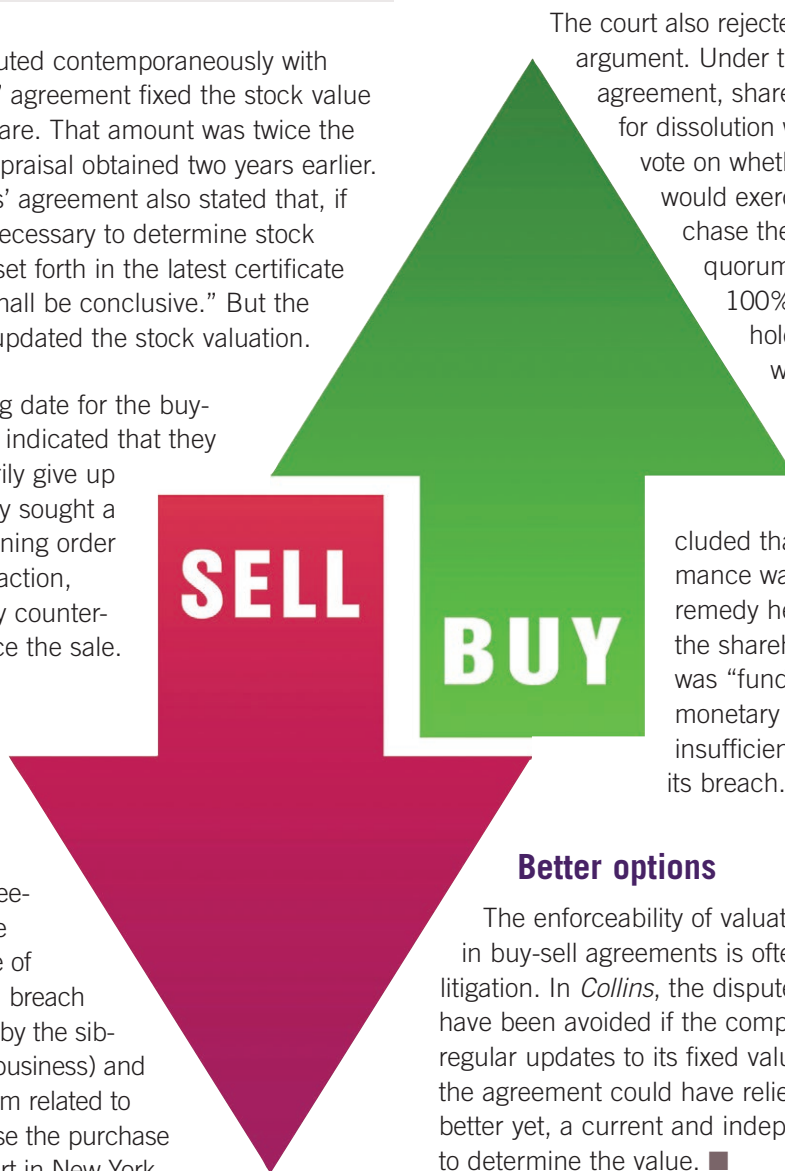 uted contemporaneously with
’ agreement fixed the stock value
are. That amount was twice the
praisal obtained two years earlier.
s’ agreement also stated that, if
ecessary to determine stock
set forth in the latest certificate
hall be conclusive.” But the
updated the stock valuation.
g date for the buy-
indicated that they
rily give up
y sought a
ning order
action,
y counter-
ce the sale.
SELL
ee-
e
e of
breach
by the sib-
business) and
m related to
se the purchase
rt in New York
The court also rejecte
argument. Under t
agreement, share
for dissolution w
vote on wheth
would exerc
chase the
quorum
100%
hol
w
BUY
cluded tha
mance wa
remedy he
the shareh
was “func
monetary
insufficien
its breach.
Better options
The enforceability of valuat
in buy-sell agreements is ofte
litigation. In Collins, the dispute
have been avoided if the comp
regular updates to its fixed valu
the agreement could have relie
better yet, a current and indep
to determine the value. ■